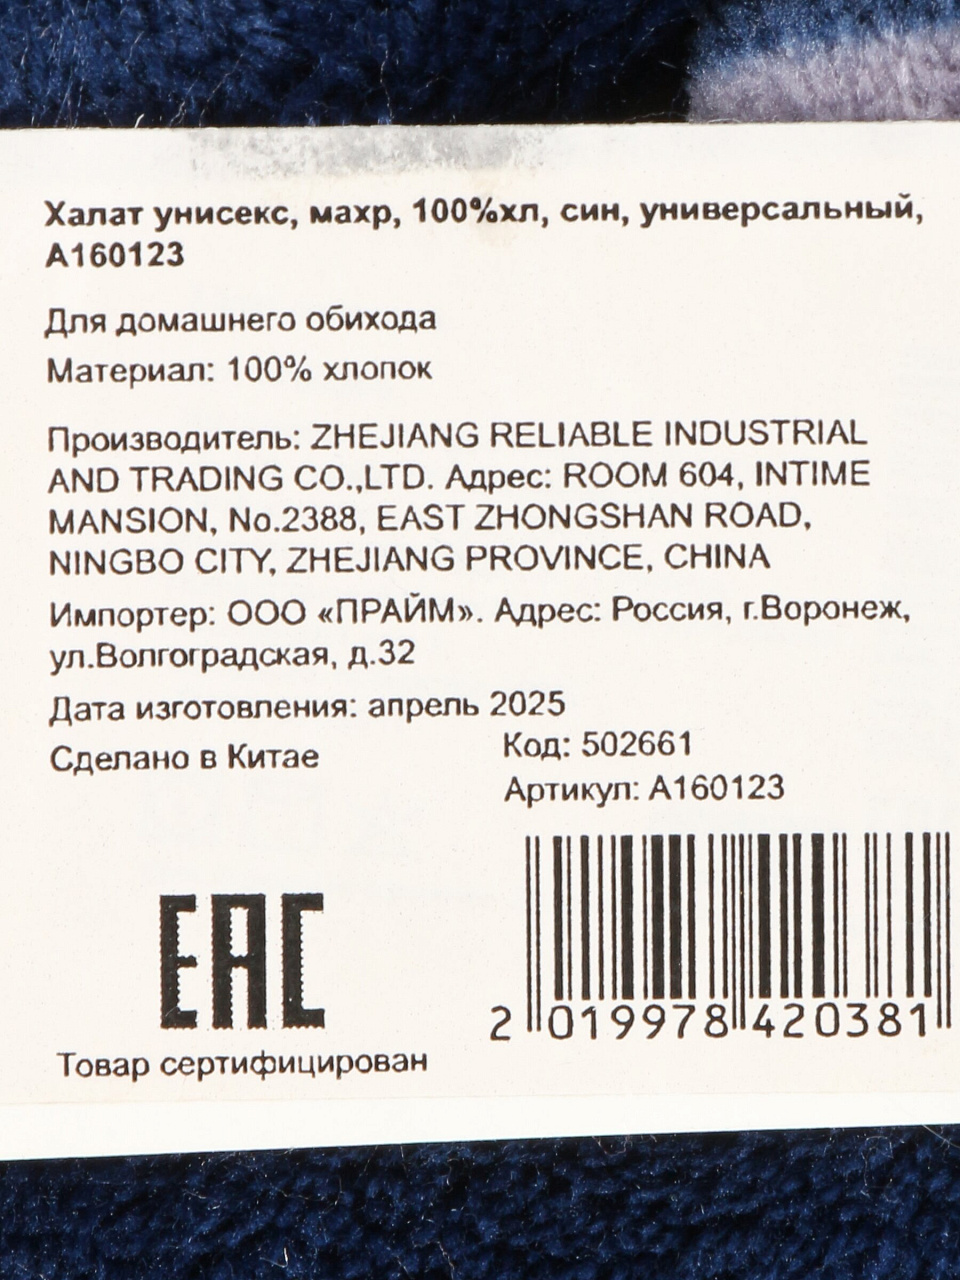 Халат унисекс, махр, 100%хл, син, универсальный,
А160123
Для домашнего обихода
Материал: 100% хлопок
Производитель: ZHEJIANG RELIABLE INDUSTRIAL
AND TRADING CO.,LTD. Адрес: ROOM 604, INTIME
MANSION, No.2388, EAST ZHONGSHAN ROAD,
NINGBO CITY, ZHEJIANG PROVINCE, CHINA
Импортер: ООО «ПРАЙМ». Адрес: Россия, г.Воронеж,
ул.Волгоградская, д.32
Дата изготовления: апрель 2025
Сделано в Китае
Код: 502661
Артикул: А160123
EAC
Товар сертифицирован
2 019978 420381